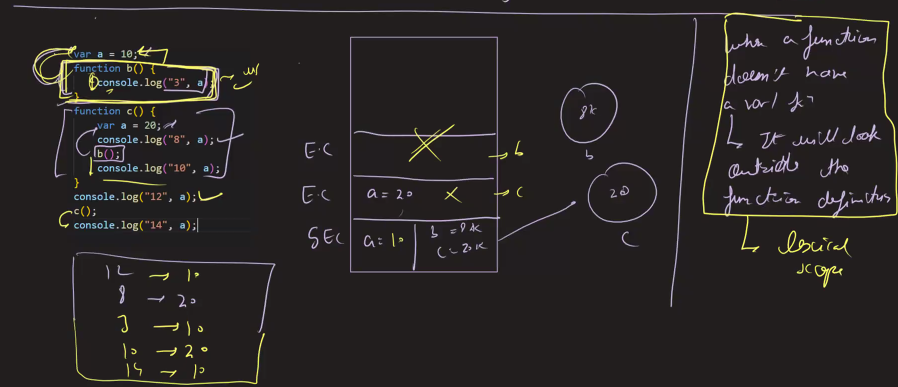 var a = 10;
function b() {
console.log("3", a);
}
function c() {
var a = 20;
console.log("8", a);
b();
console.log("10", a);
}
console.log("12", a);
c();
console.log("14", a);
12 → 10
8 → 20
3 → 10
10 → 20
14 → 10
E.C
→ b
E.C
a = 20
→ c
GEC
a = 10
b = 8k
c = 20k
8k
b
20
C
when a function
doesn't have
a var/fn
↳ It will look
outside the
function definition
↳ lexical
scope